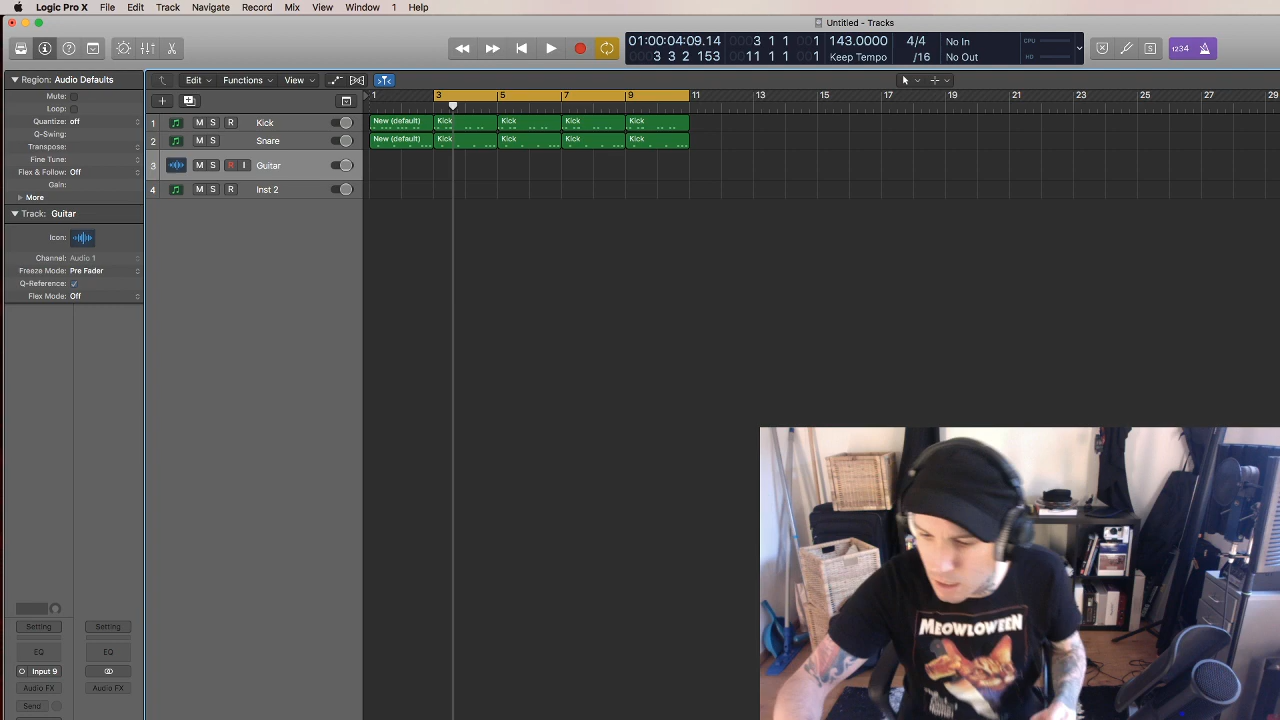 Logic Pro X File Edit Track Navigate Record Mix View Window 1 Help
Untitled - Tracks
01:00:04:09.14 3 1 1 1 143.0000 4/4 No In CPU
3 3 2 153 11 1 1 1 Keep Tempo /16 No Out HD
1234
Region: Audio Defaults
Edit Functions View
Mute:
Loop:
Quantize: off
Q-Swing:
Transpose:
Fine Tune:
Flex & Follow: Off
Gain:
More
Track: Guitar
Icon:
Channel: Audio 1
Freeze Mode: Pre Fader
Q-Reference:
Flex Mode: Off
Setting Setting
EQ EQ
Input 9
Audio FX Audio FX
Send
1 3 5 7 9 11 13 15 17 19 21 23 25 27 29
1 M S R Kick New (default) Kick Kick Kick Kick
2 M S Snare New (default) Kick Kick Kick Kick
3 M S R I Guitar
4 M S R Inst 2
MEOWLOWEEN